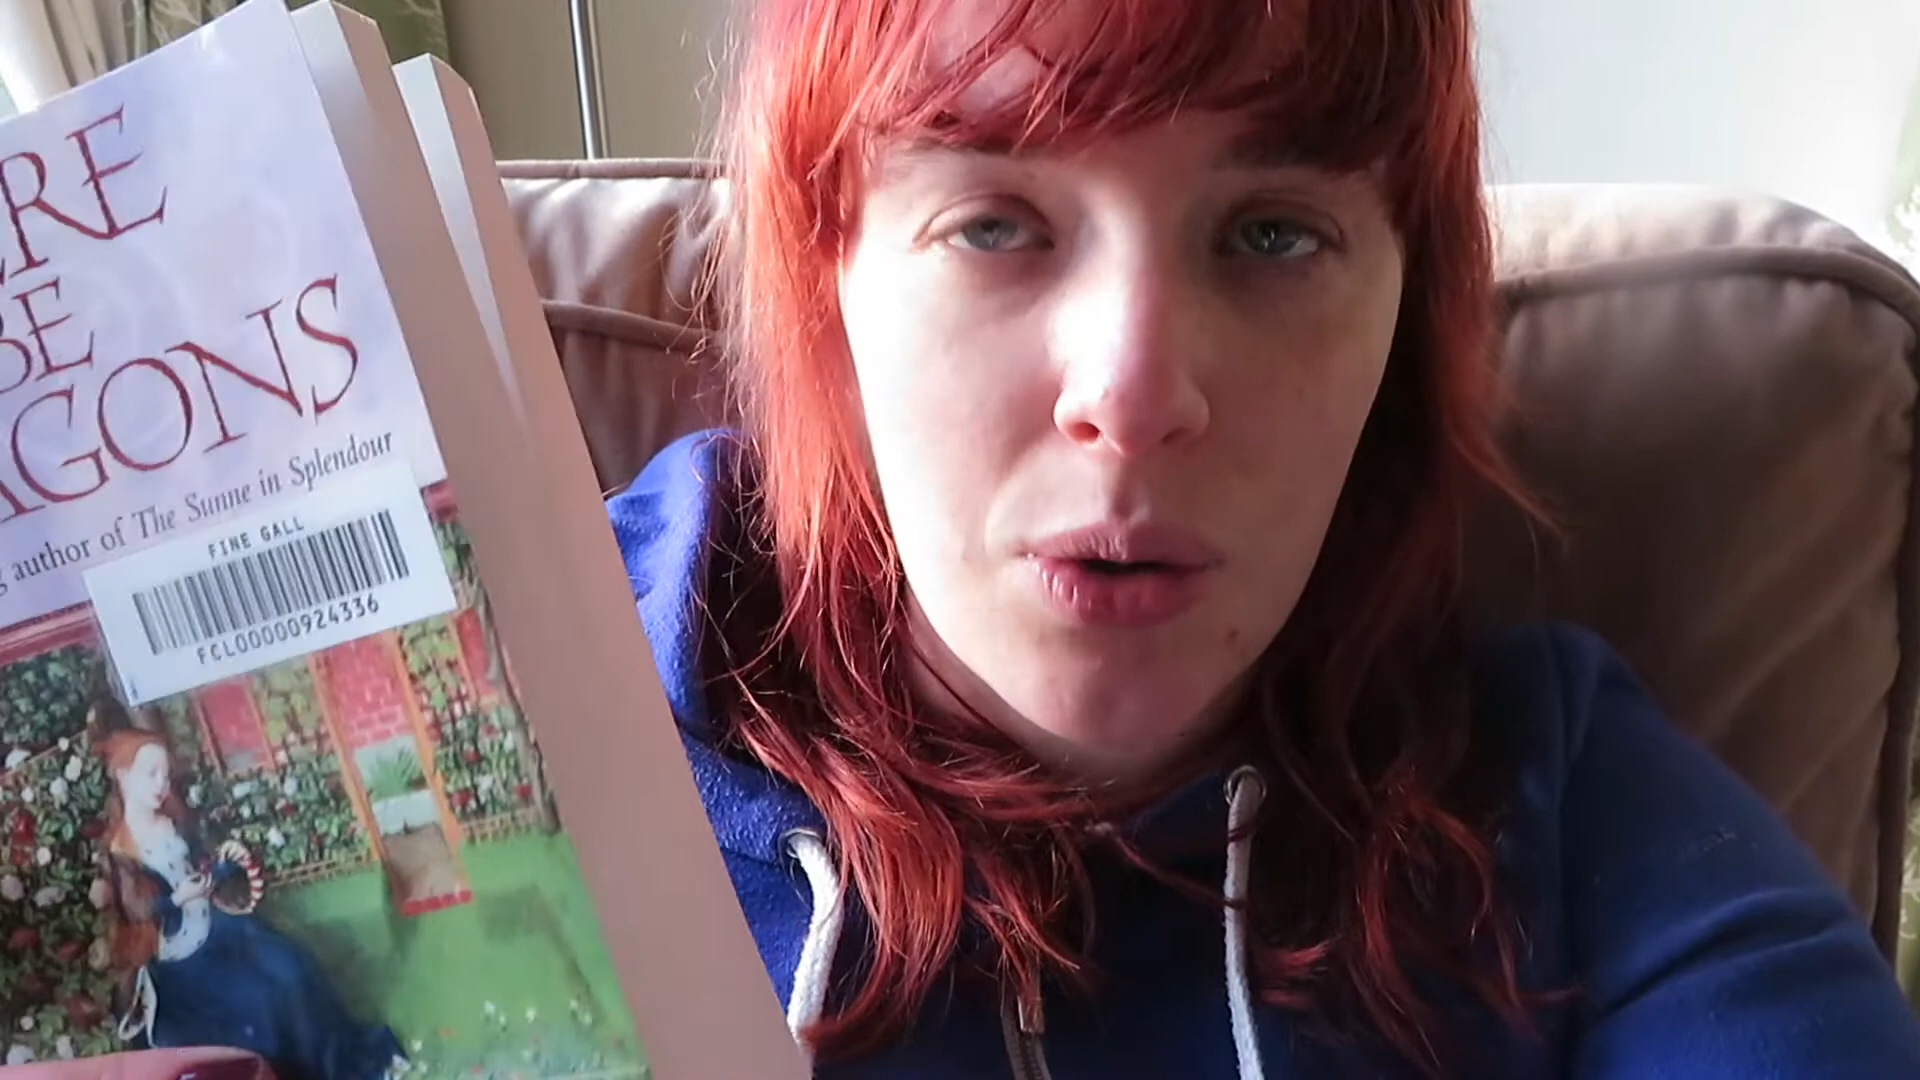 ERE
BE
AGONS
g author of The Sunne in Splendour
FINE GALL
FCL00000924336